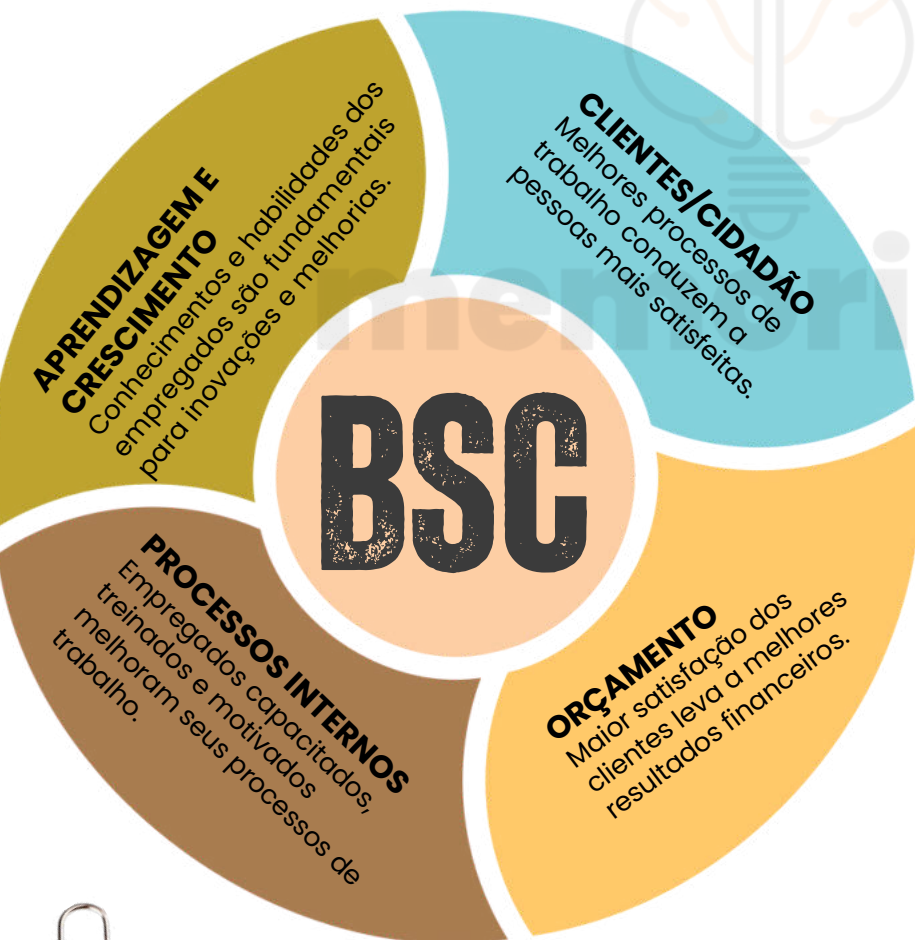 APRENDIZAGEM E
CRESCIMENTO
Conhecimentos e habilidades dos
empregados são fundamentais
para inovações e melhorias.
CLIENTES/CIDADÃO
Melhores processos de
trabalho conduzem a
pessoas mais satisfeitas.
memori
BSC
PROCESSOS INTERNOS
Empregados capacitados,
treinados e motivados
melhoram seus processos de
trabalho.
ORÇAMENTO
Maior satisfação dos
clientes leva a melhores
resultados financeiros.